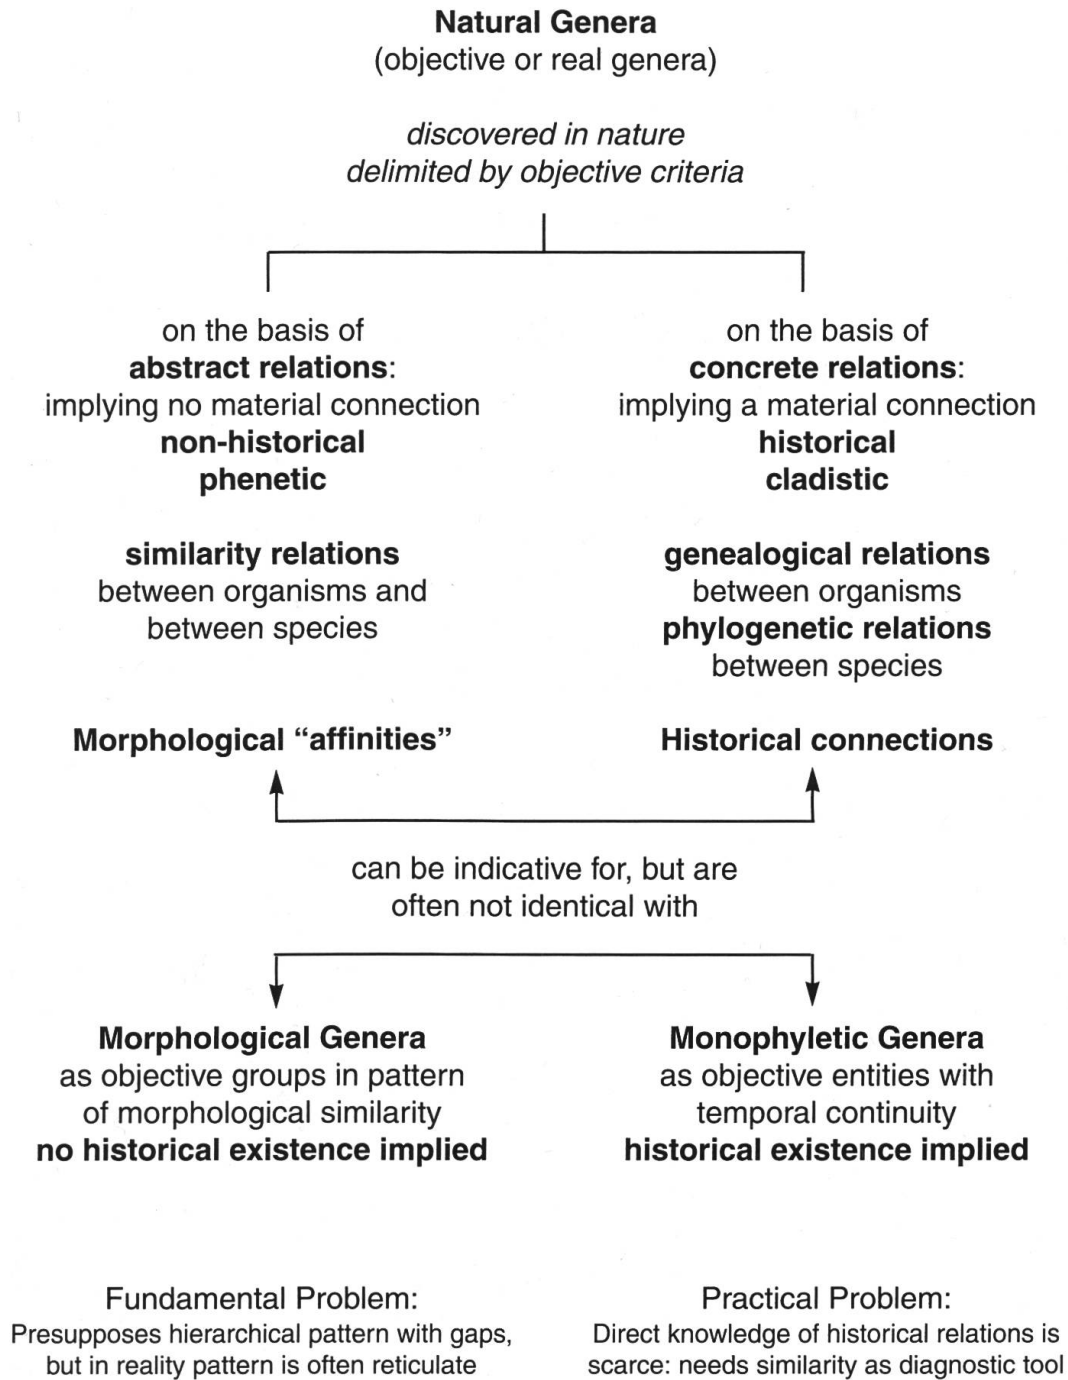 Natural Genera
(objective or real genera)
discovered in nature
delimited by objective criteria
on the basis of
abstract relations:
implying no material connection
non-historical
phenetic
similarity relations
between organisms and
between species
Morphological “affinities”
on the basis of
concrete relations:
implying a material connection
historical
cladistic
genealogical relations
between organisms
phylogenetic relations
between species
Historical connections
can be indicative for, but are
often not identical with
Morphological Genera
as objective groups in pattern
of morphological similarity
no historical existence implied
Monophyletic Genera
as objective entities with
temporal continuity
historical existence implied
Fundamental Problem:
Presupposes hierarchical pattern with gaps,
but in reality pattern is often reticulate
Practical Problem:
Direct knowledge of historical relations is
scarce: needs similarity as diagnostic tool